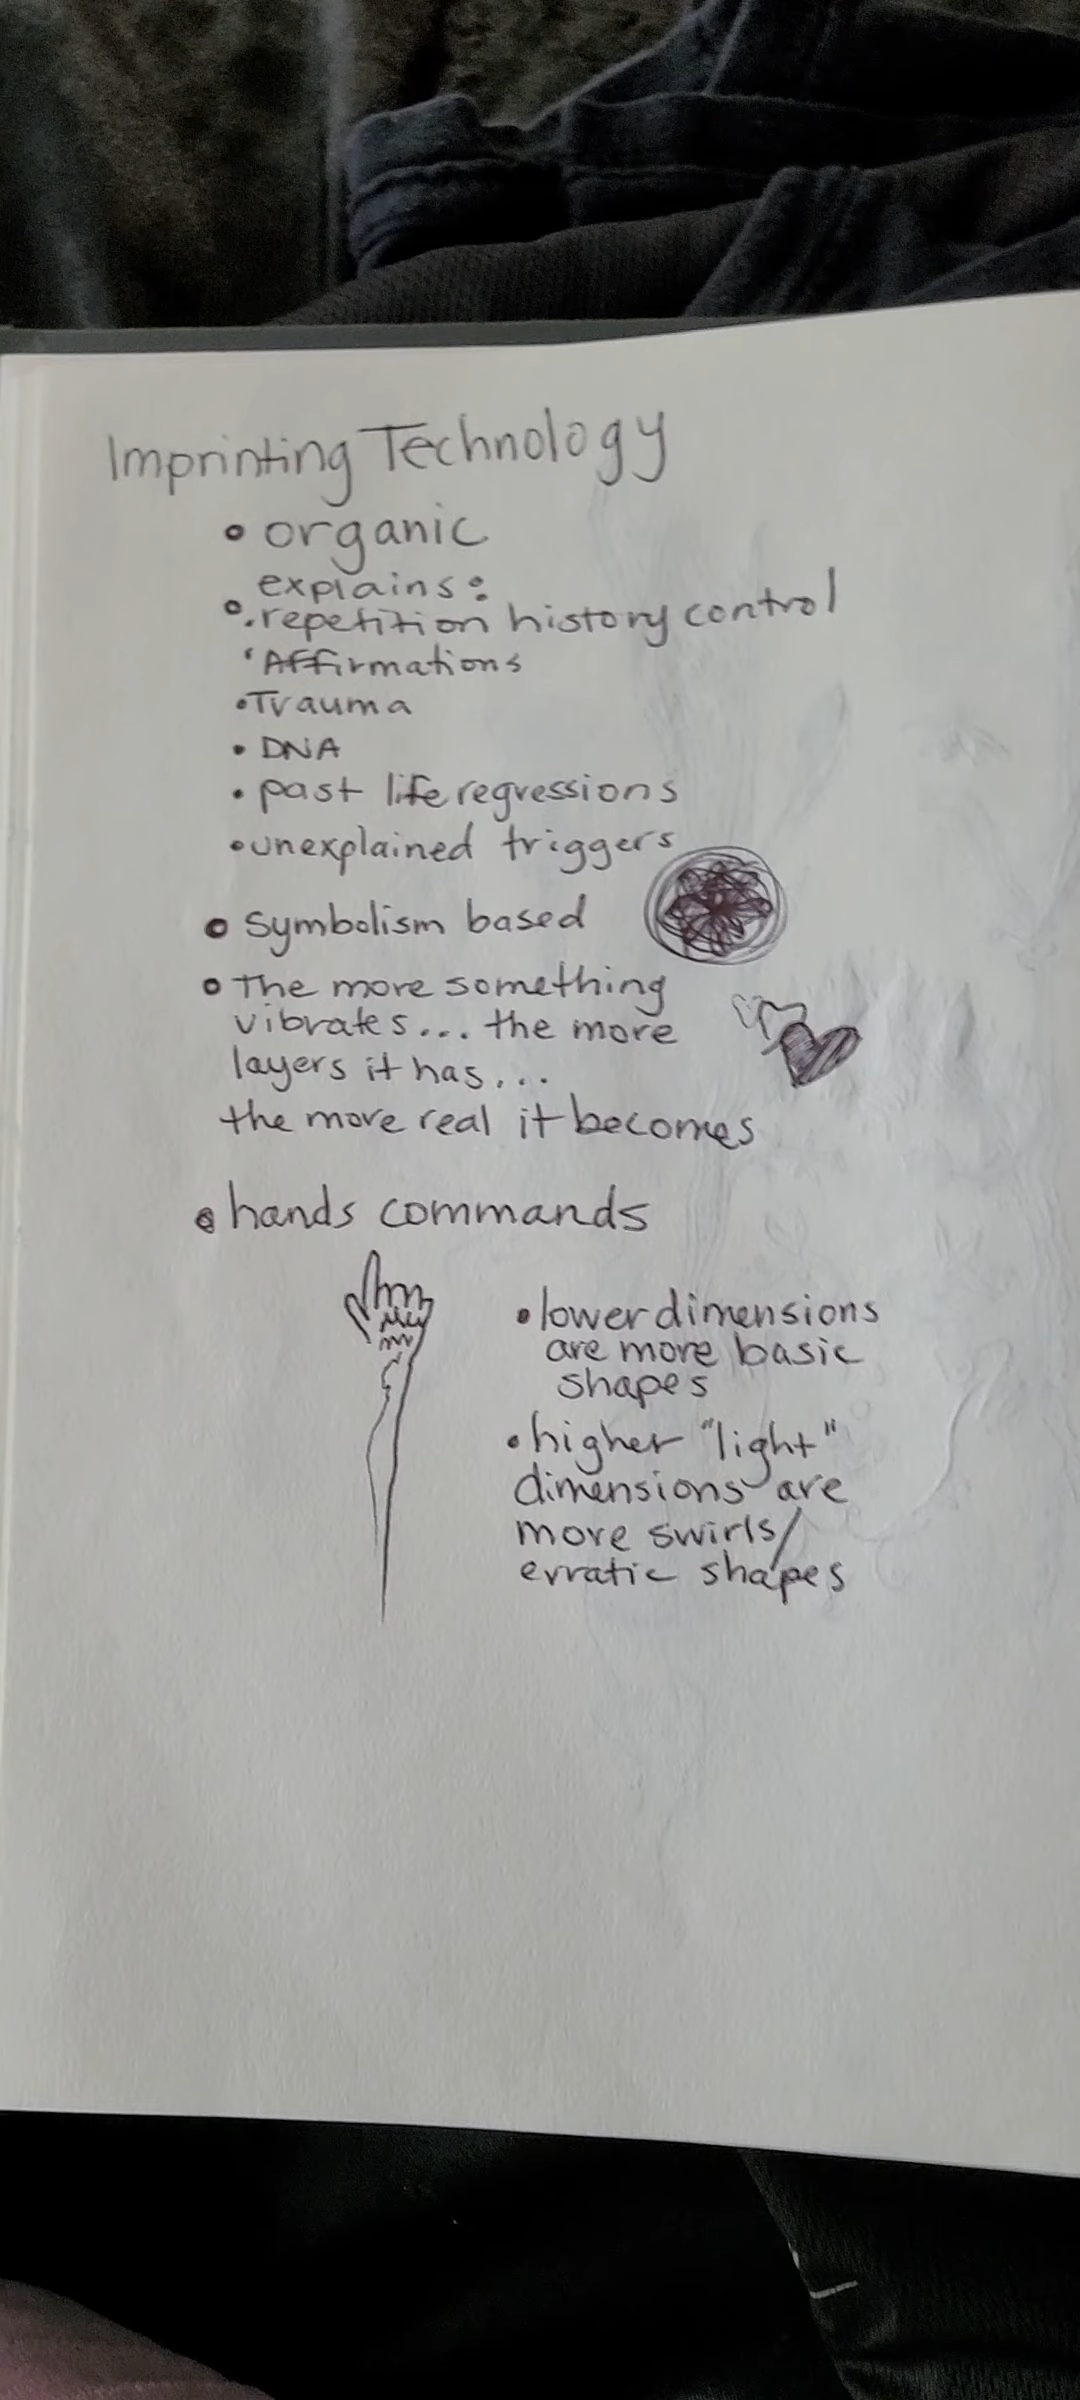 Imprinting Technology
• organic
explains:
• repetition history control
• Affirmations
• Trauma
• DNA
• past life regressions
• unexplained triggers
• symbolism based
• The more something
vibrates... the more
layers it has...
the more real it becomes
• hands commands
• lower dimensions
are more basic
shapes
• higher "light"
dimensions are
more swirls/
erratic shapes